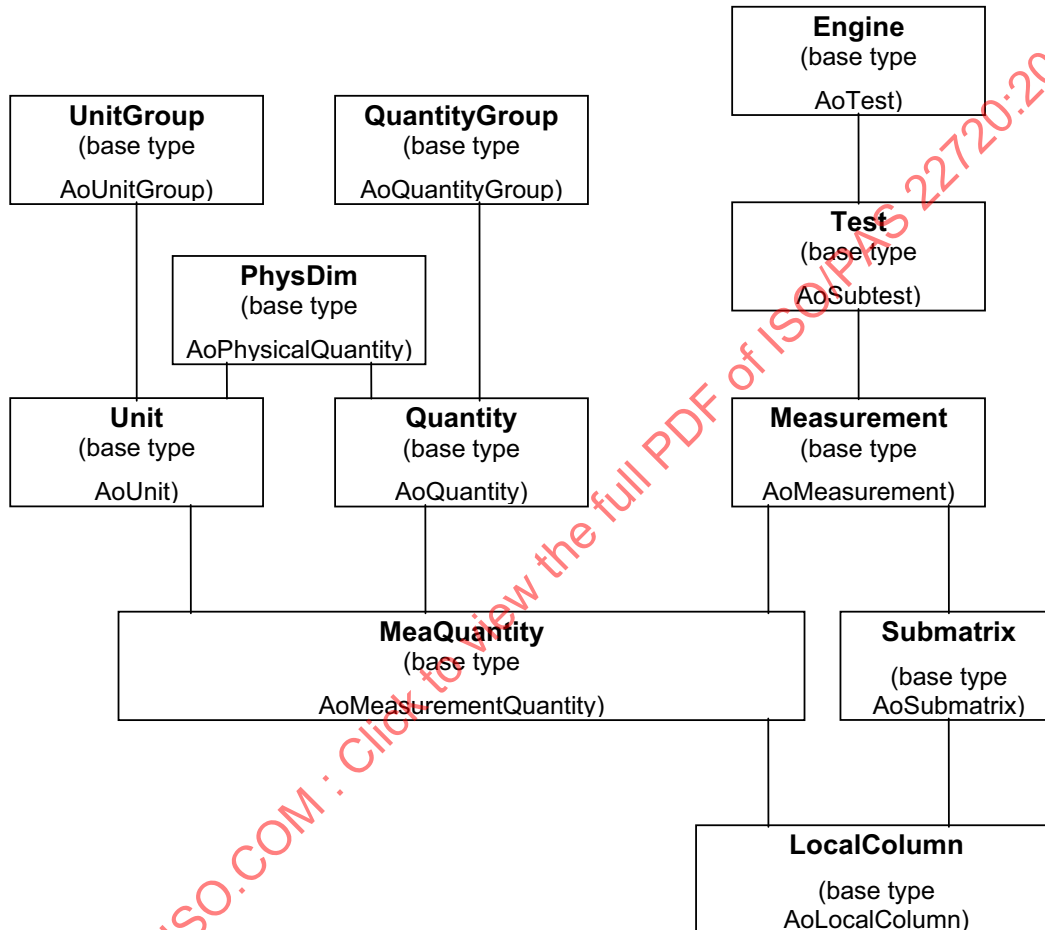 Engine
(base type
AoTest)
UnitGroup
(base type
AoUnitGroup)
QuantityGroup
(base type
AoQuantityGroup)
Test
(base type
AoSubtest)
PhysDim
(base type
AoPhysicalQuantity)
Unit
(base type
AoUnit)
Quantity
(base type
AoQuantity)
Measurement
(base type
AoMeasurement)
MeaQuantity
(base type
AoMeasurementQuantity)
Submatrix
(base type
AoSubmatrix)
LocalColumn
(base type
AoLocalColumn)
ISO.COM : Click to view the full PDF of ISO/PAS 22720:20